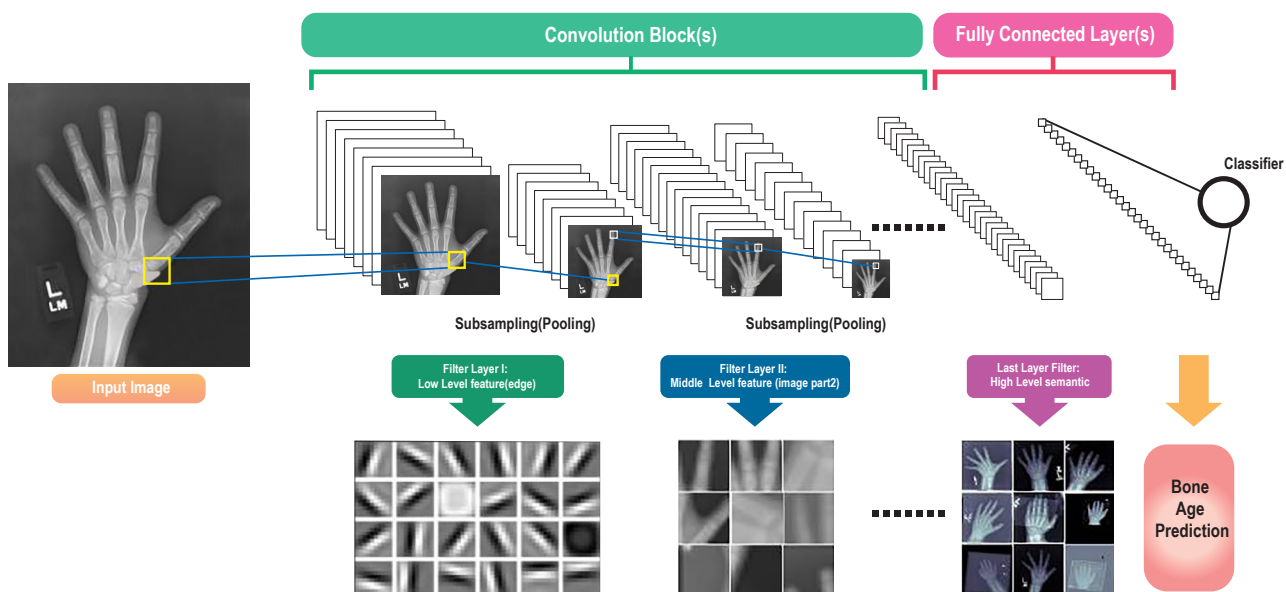 Convolution Block(s)
Fully Connected Layer(s)
Classifier
L
LM
Input Image
Subsampling(Pooling)
Subsampling(Pooling)
Filter Layer I:
Low Level feature(edge)
Filter Layer II:
Middle Level feature (image part2)
Last Layer Filter:
High Level semantic
Bone
Age
Prediction